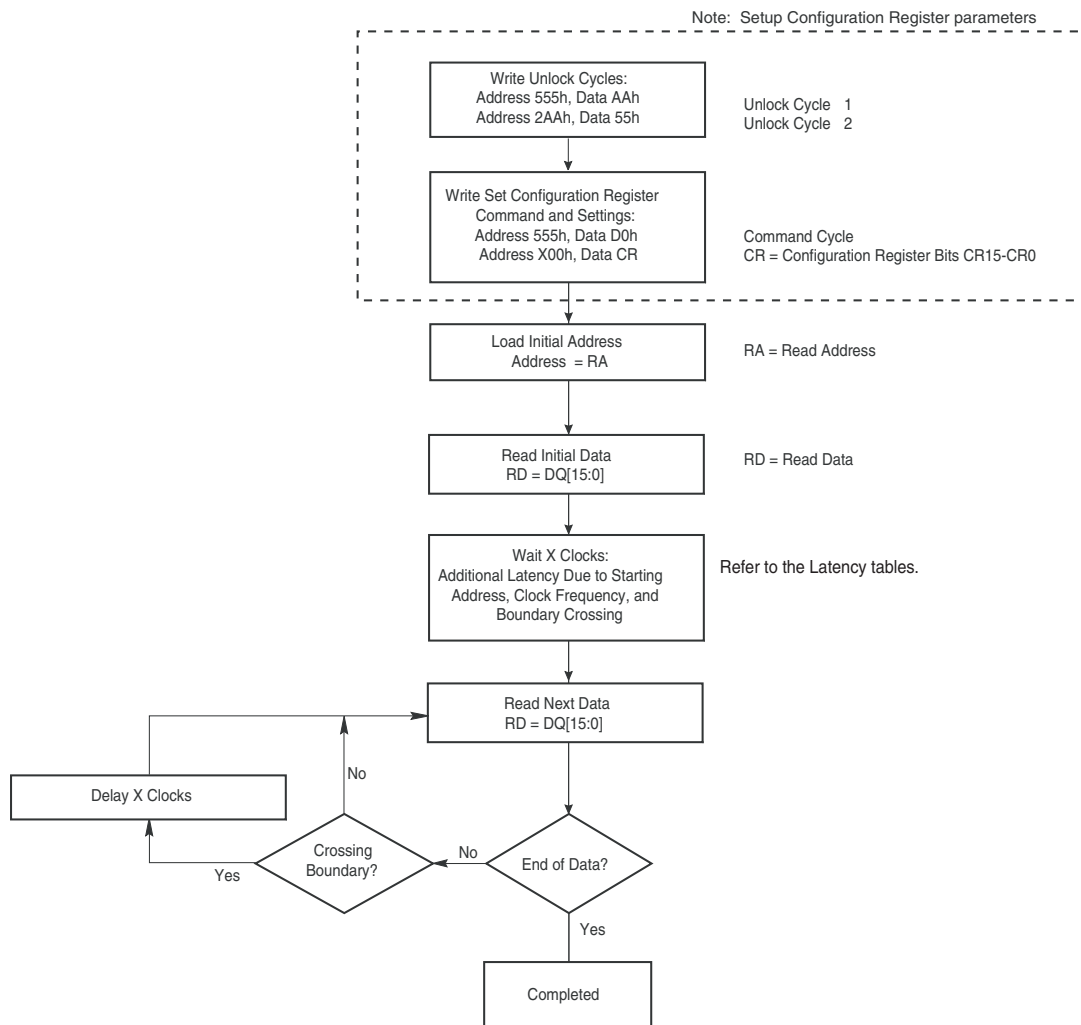 Note: Setup Configuration Register parameters
Write Unlock Cycles:
Address 555h, Data AAh
Address 2AAh, Data 55h
Unlock Cycle 1
Unlock Cycle 2
Write Set Configuration Register
Command and Settings:
Address 555h, Data D0h
Address X00h, Data CR
Command Cycle
CR = Configuration Register Bits CR15-CR0
Load Initial Address
Address = RA
RA = Read Address
Read Initial Data
RD = DQ[15:0]
RD = Read Data
Wait X Clocks:
Additional Latency Due to Starting
Address, Clock Frequency, and
Boundary Crossing
Refer to the Latency tables.
Read Next Data
RD = DQ[15:0]
No
Delay X Clocks
Crossing
Boundary?
Yes
No
End of Data?
Yes
Completed